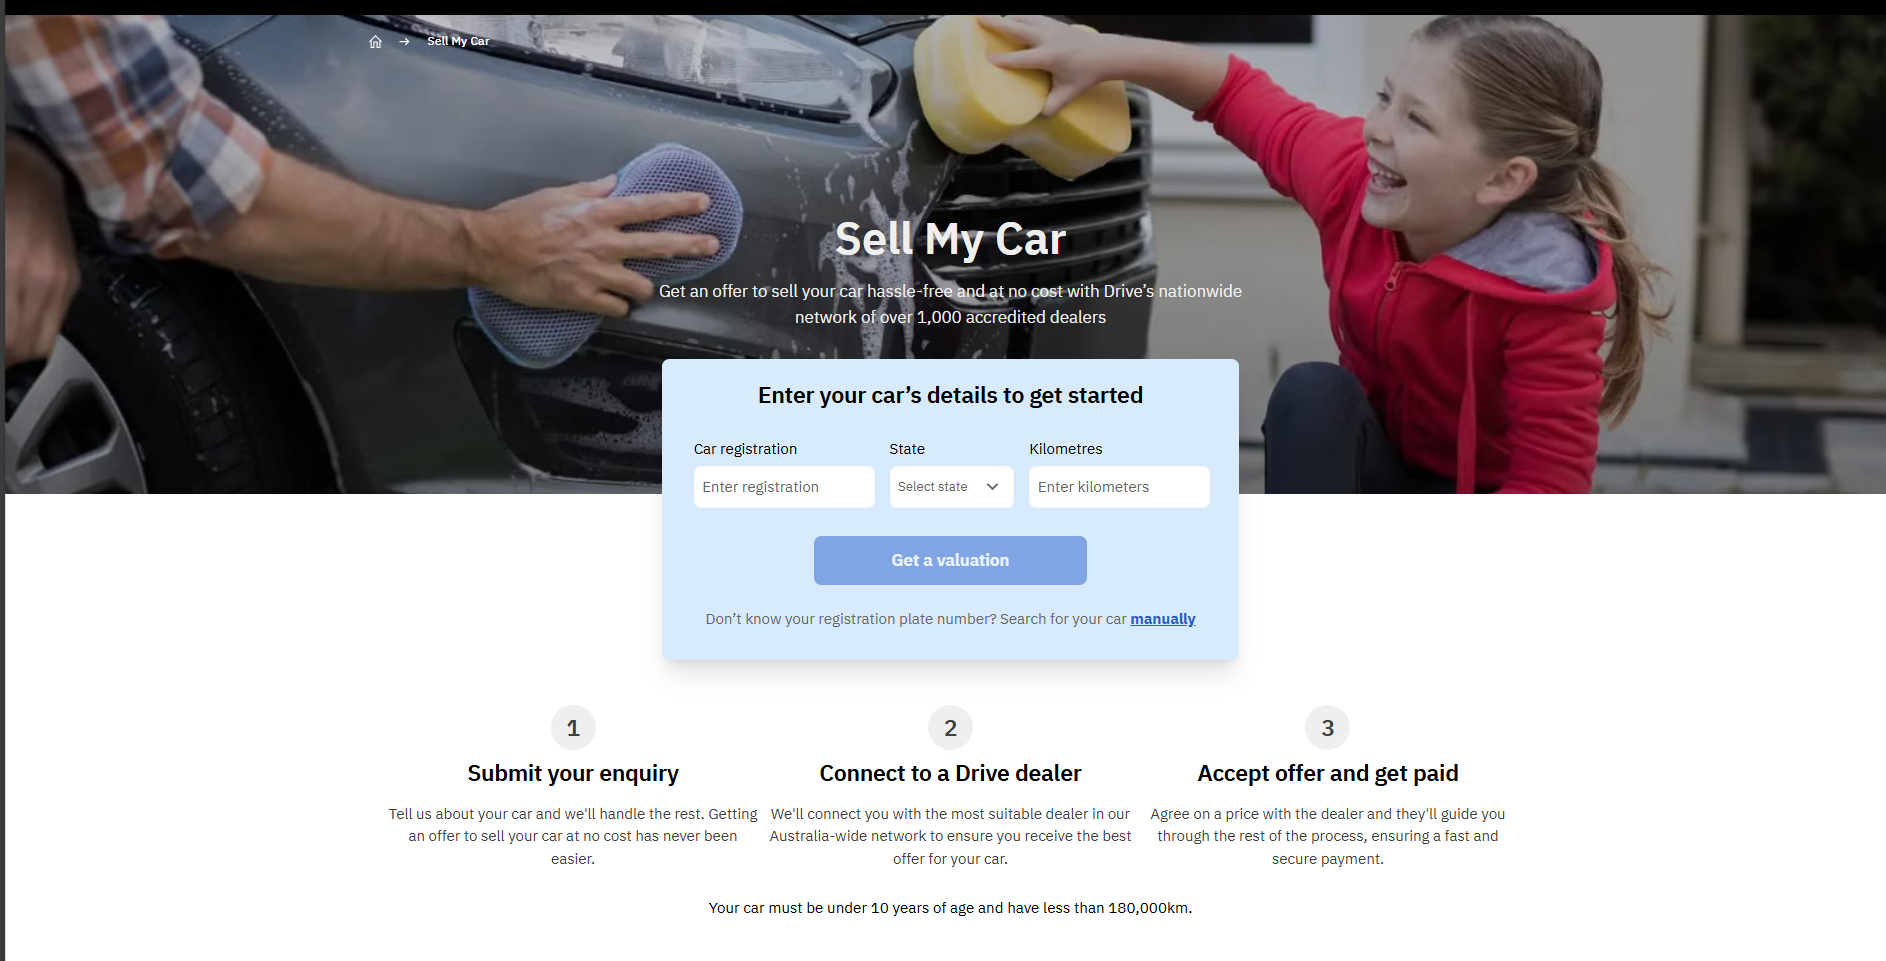 Sell My Car
Sell My Car
Get an offer to sell your car hassle-free and at no cost with Drive’s nationwide
network of over 1,000 accredited dealers
Enter your car’s details to get started
Car registration
State
Kilometres
Enter registration
Select state
Enter kilometers
Get a valuation
Don’t know your registration plate number? Search for your car manually
1
Submit your enquiry
Tell us about your car and we'll handle the rest. Getting
an offer to sell your car at no cost has never been
easier.
2
Connect to a Drive dealer
We'll connect you with the most suitable dealer in our
Australia-wide network to ensure you receive the best
offer for your car.
3
Accept offer and get paid
Agree on a price with the dealer and they'll guide you
through the rest of the process, ensuring a fast and
secure payment.
Your car must be under 10 years of age and have less than 180,000km.